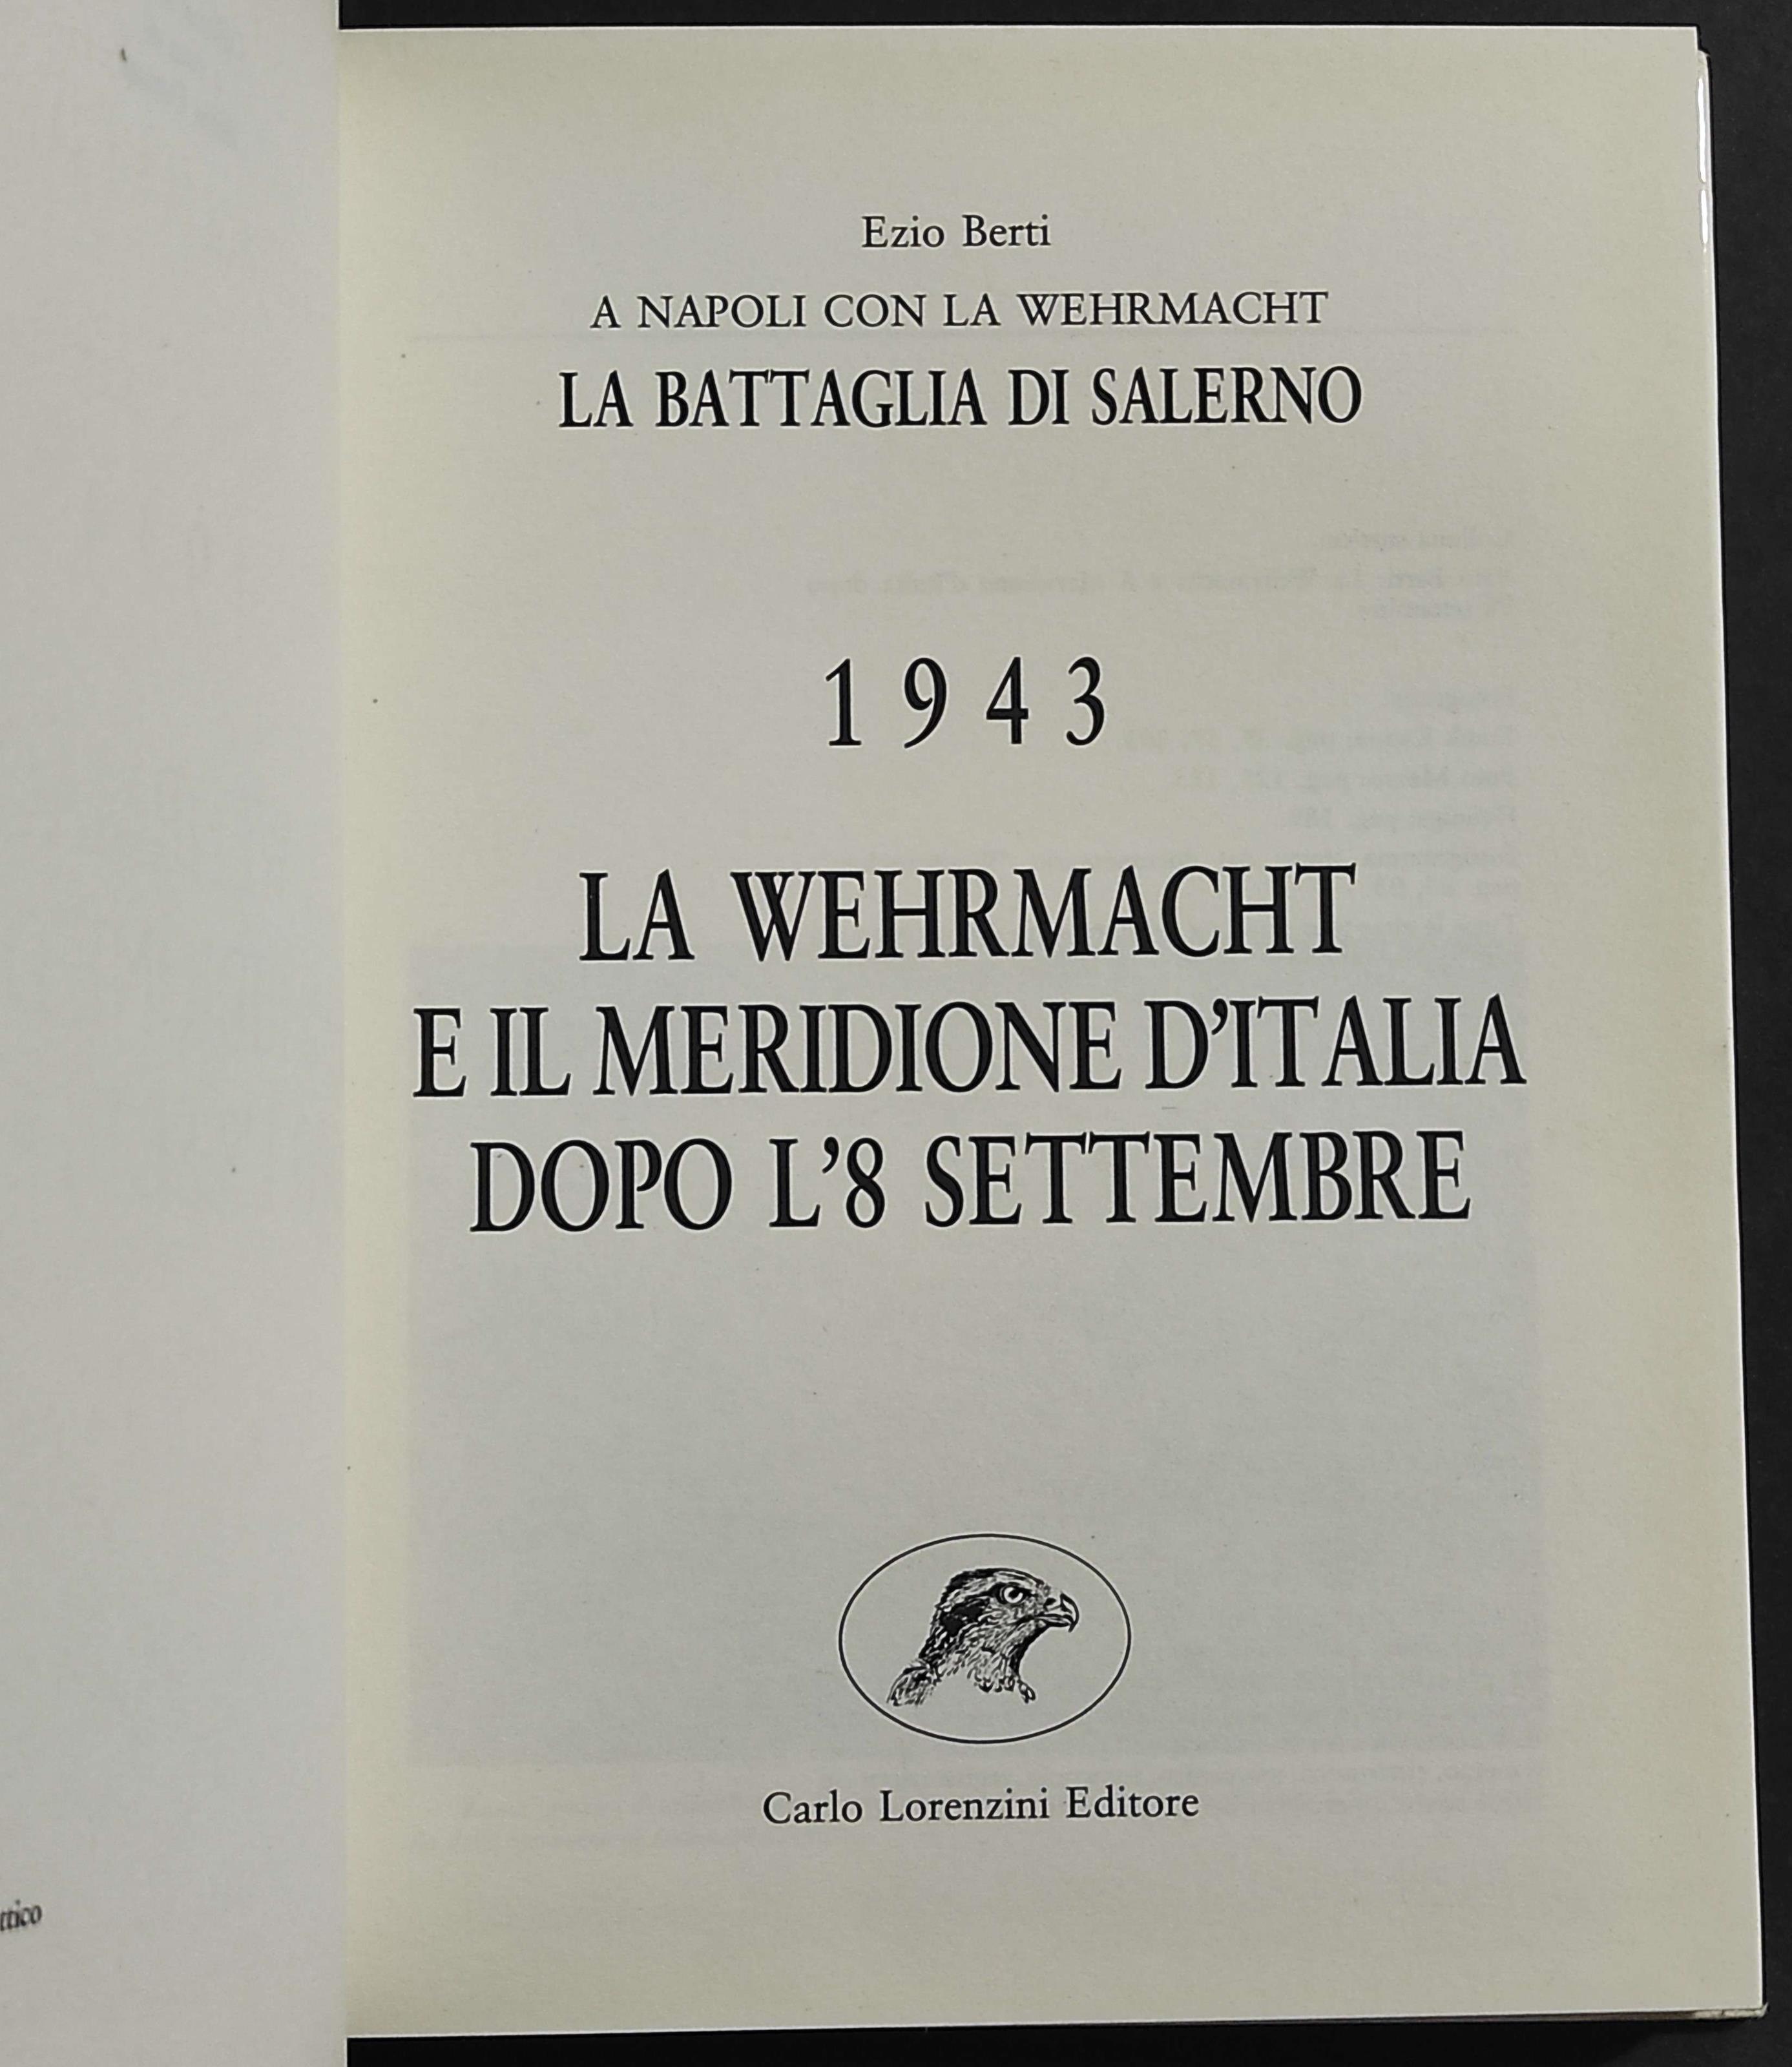 Ezio Berti
A NAPOLI CON LA WEHRMACHT
LA BATTAGLIA DI SALERNO
1943
LA WEHRMACHT
E IL MERIDIONE D'ITALIA
DOPO L'8 SETTEMBRE
Carlo Lorenzini Editore